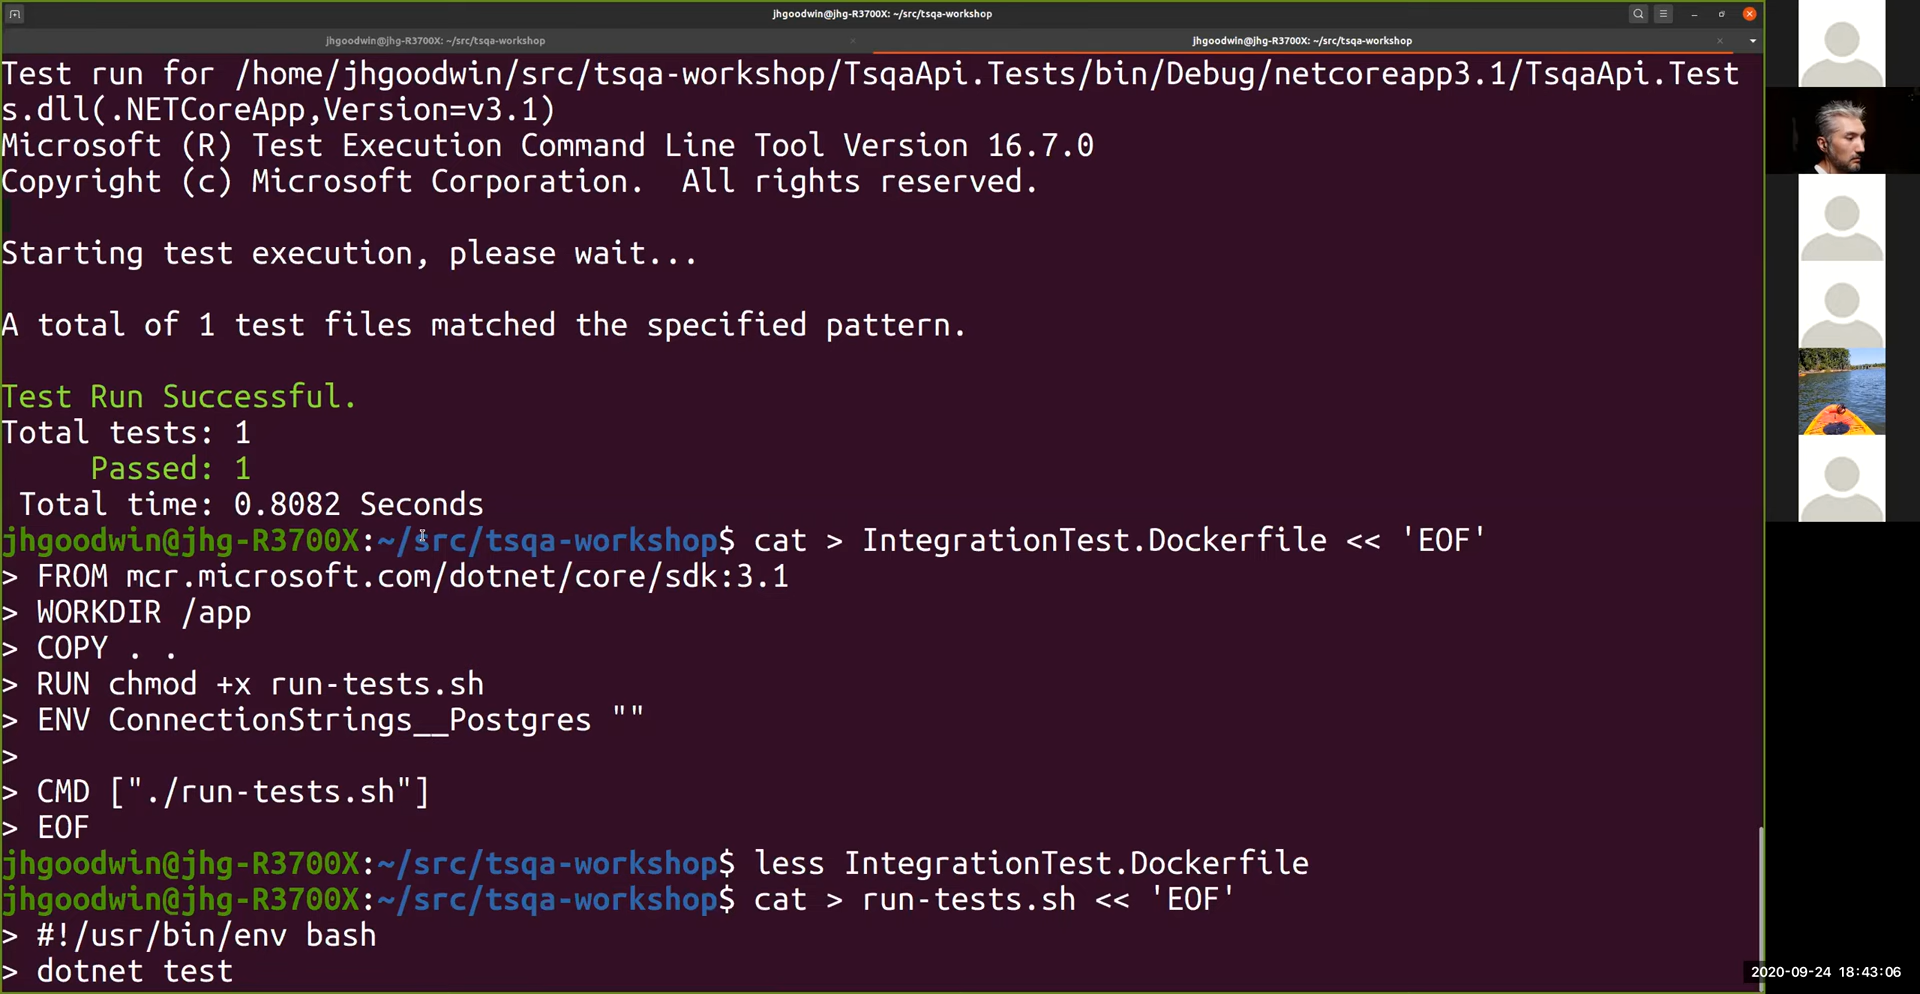 jhgoodwin@jhg-R3700X: ~/src/tsqa-workshop
jhgoodwin@jhg-R3700X: ~/src/tsqa-workshop
jhgoodwin@jhg-R3700X: ~/src/tsqa-workshop
Test run for /home/jhgoodwin/src/tsqa-workshop/TsqaApi.Tests/bin/Debug/netcoreapp3.1/TsqaApi.Test
s.dll(.NETCoreApp,Version=v3.1)
Microsoft (R) Test Execution Command Line Tool Version 16.7.0
Copyright (c) Microsoft Corporation.  All rights reserved.
Starting test execution, please wait...
A total of 1 test files matched the specified pattern.
Test Run Successful.
Total tests: 1
     Passed: 1
 Total time: 0.8082 Seconds
jhgoodwin@jhg-R3700X:~/src/tsqa-workshop$ cat > IntegrationTest.Dockerfile << 'EOF'
> FROM mcr.microsoft.com/dotnet/core/sdk:3.1
> WORKDIR /app
> COPY . .
> RUN chmod +x run-tests.sh
> ENV ConnectionStrings__Postgres ""
>
> CMD ["./run-tests.sh"]
> EOF
jhgoodwin@jhg-R3700X:~/src/tsqa-workshop$ less IntegrationTest.Dockerfile
jhgoodwin@jhg-R3700X:~/src/tsqa-workshop$ cat > run-tests.sh << 'EOF'
> #!/usr/bin/env bash
> dotnet test
2020-09-24 18:43:06